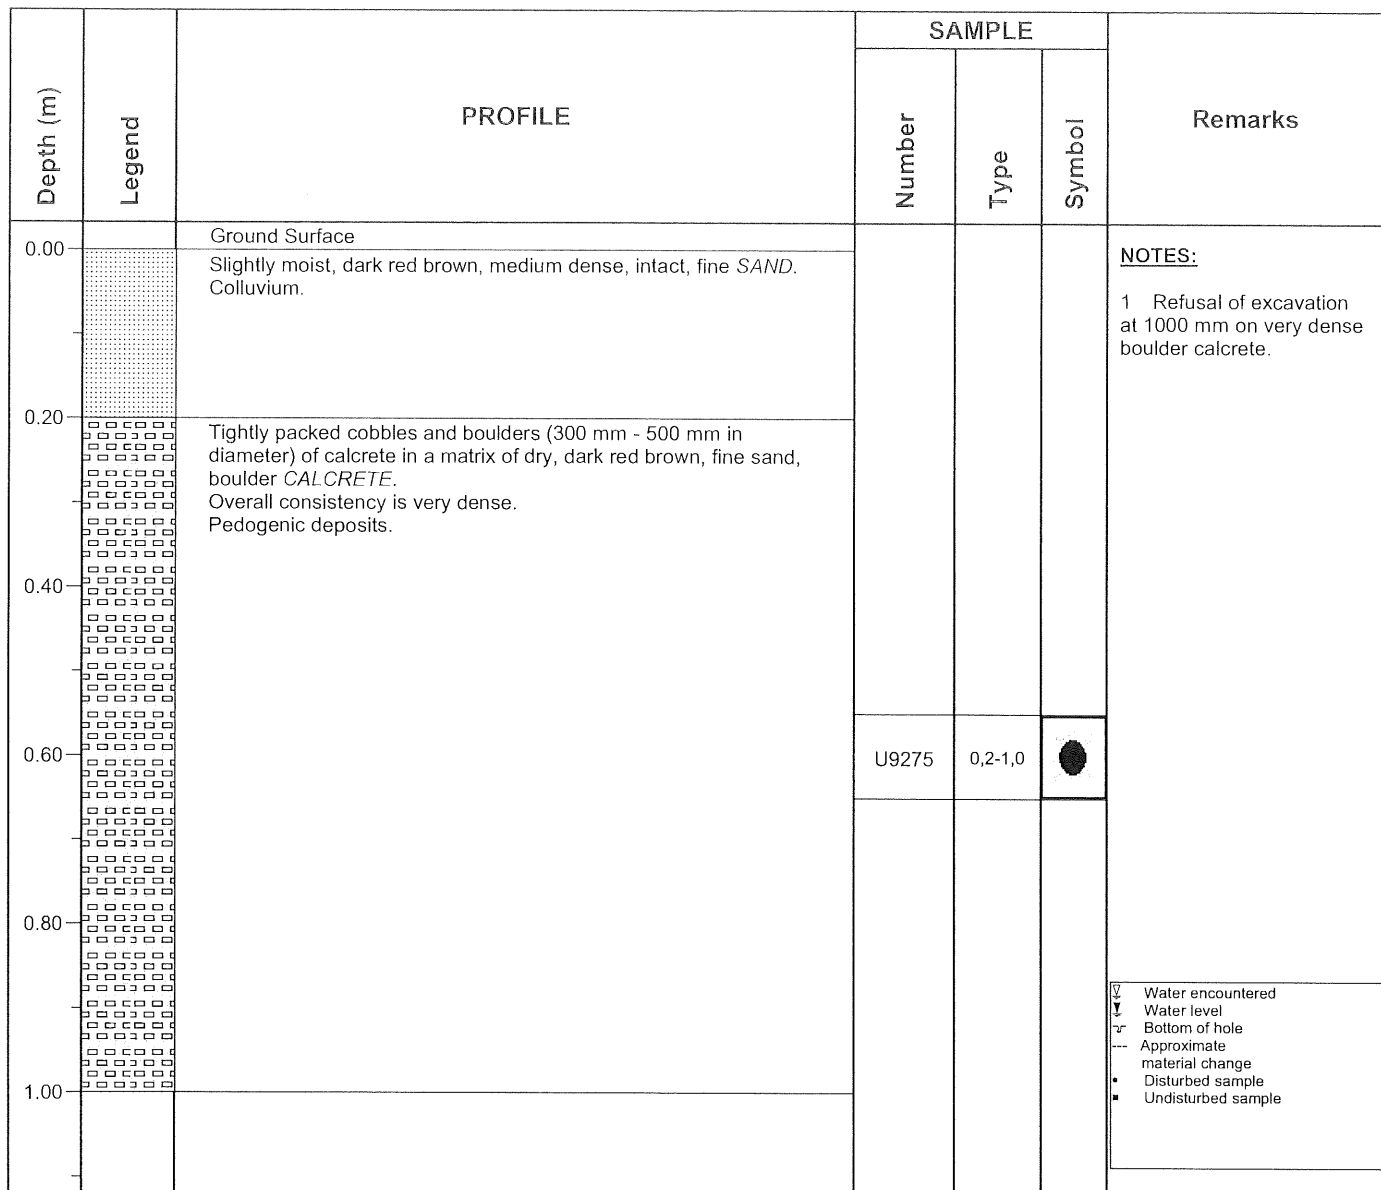 SAMPLE
Depth (m)
Legend
PROFILE
Number
Type
Symbol
Remarks
Ground Surface
0.00
Slightly moist, dark red brown, medium dense, intact, fine SAND.
Colluvium.
NOTES:
1 Refusal of excavation
at 1000 mm on very dense
boulder calcrete.
0.20
Tightly packed cobbles and boulders (300 mm - 500 mm in
diameter) of calcrete in a matrix of dry, dark red brown, fine sand,
boulder CALCRETE.
Overall consistency is very dense.
Pedogenic deposits.
0.40
0.60
U9275
0,2-1,0
0.80
1.00
Water encountered
Water level
Bottom of hole
Approximate
material change
Disturbed sample
Undisturbed sample